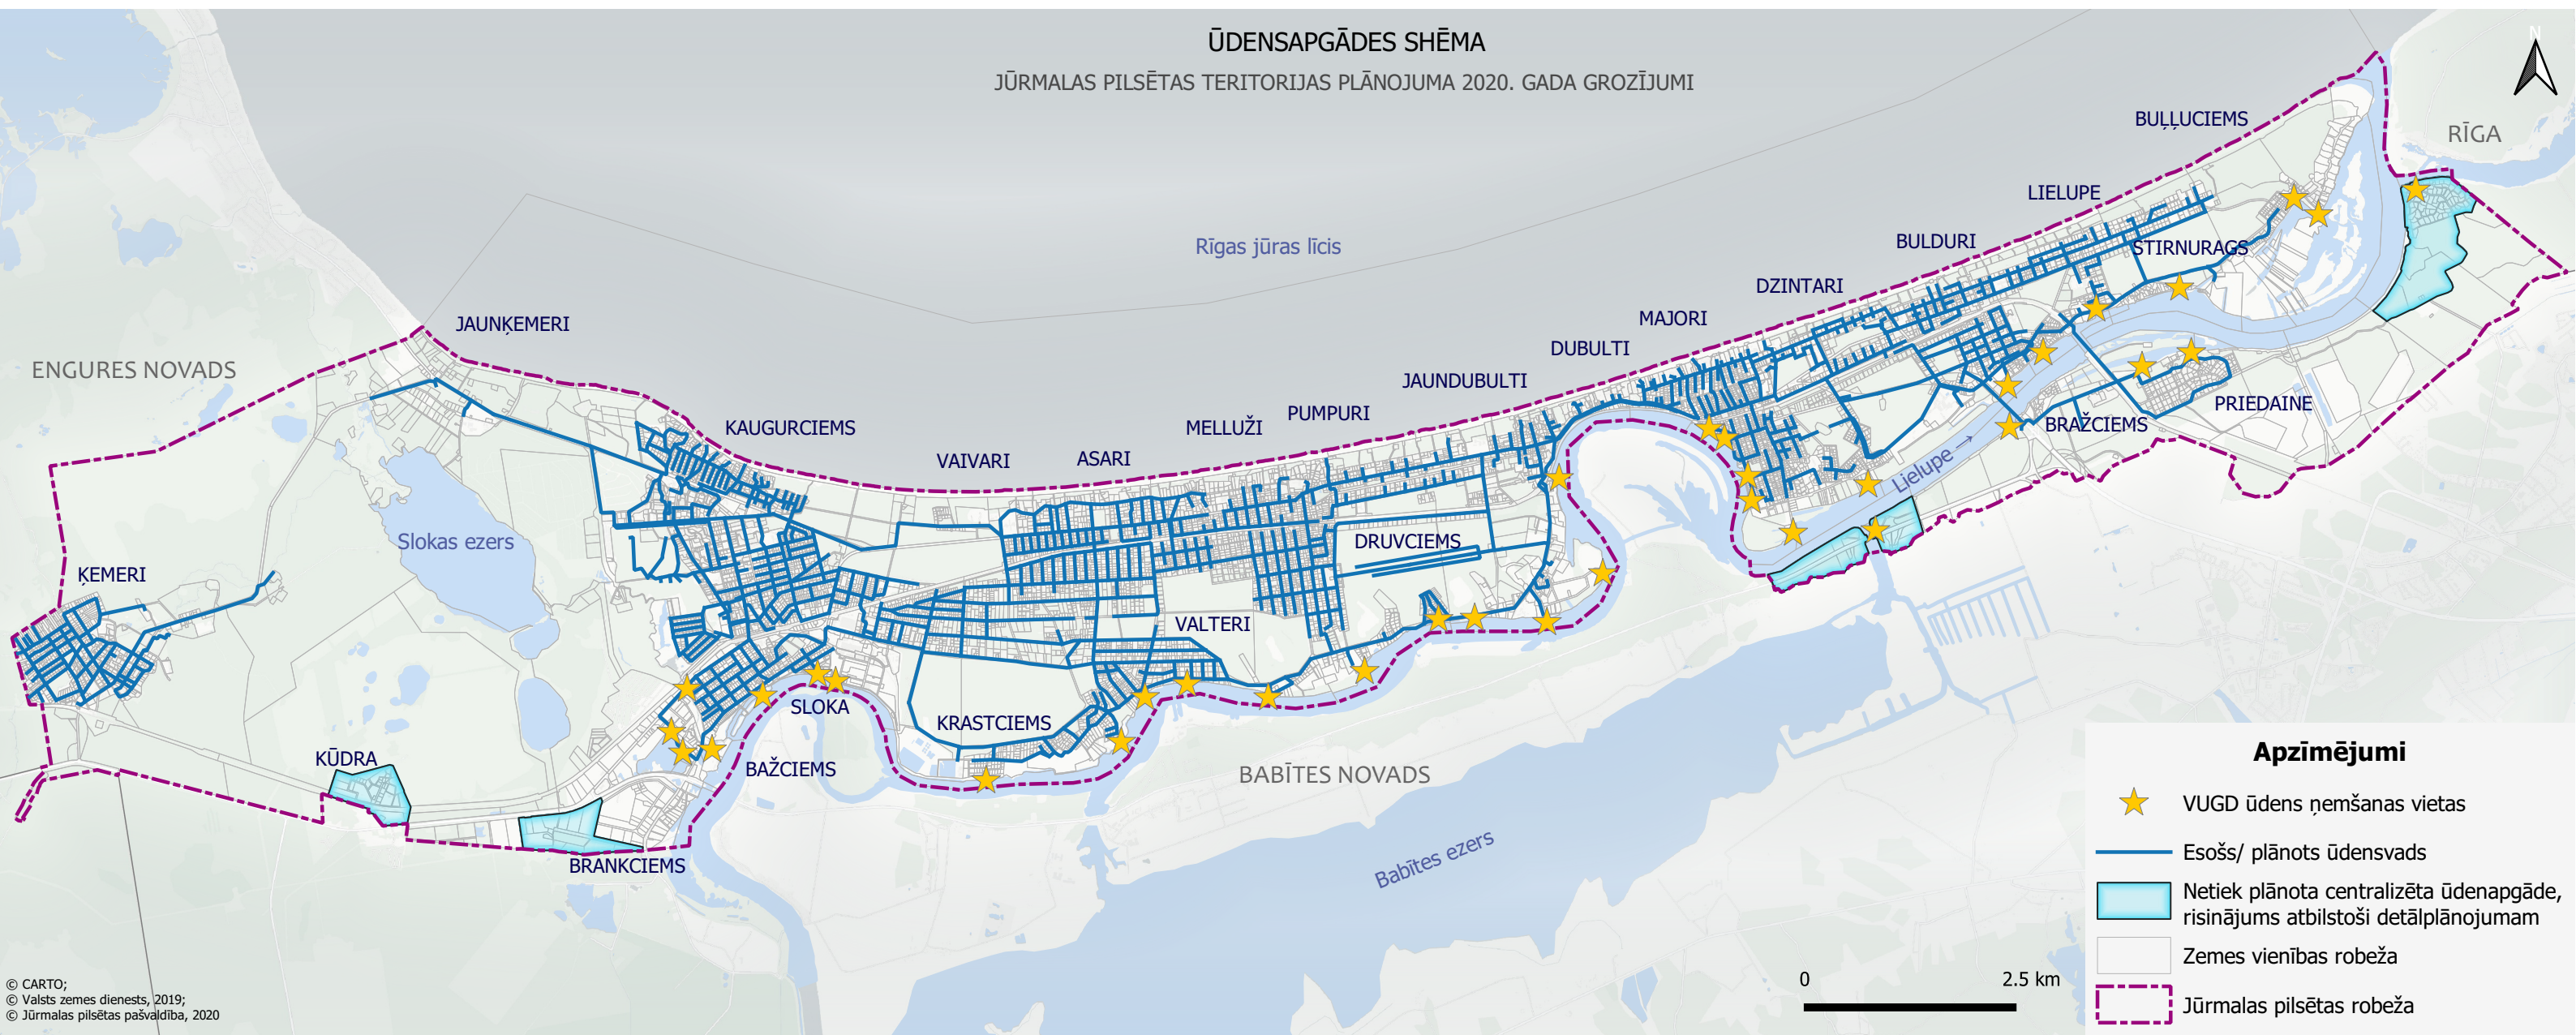 ŪDENSAPGĀDES SHĒMA
JŪRMALAS PILSĒTAS TERITORIJAS PLĀNOJUMA 2020. GADA GROZĪJUMI
N
BUĻĻUCIEMS
RĪGA
LIELUPE
BULDURI
STIRNURAGS
Rīgas jūras līcis
DZINTARI
MAJORI
JAUNĶEMERI
DUBULTI
ENGURES NOVADS
JAUNDUBULTI
PRIEDAINE
PUMPURI
BRAŽCIEMS
MELLUŽI
KAUGURCIEMS
ASARI
VAIVARI
Lielupe →
Slokas ezers
DRUVCIEMS
ĶEMERI
VALTERI
SLOKA
KRASTCIEMS
KŪDRA
BAŽCIEMS
BABĪTES NOVADS
BRANKCIEMS
Babītes ezers
Apzīmējumi
VUGD ūdens ņemšanas vietas
Esošs/ plānots ūdensvads
Netiek plānota centralizēta ūdenapgāde,
risinājums atbilstoši detālplānojumam
Zemes vienības robeža
Jūrmalas pilsētas robeža
0 2.5 km
© CARTO;
© Valsts zemes dienests, 2019;
© Jūrmalas pilsētas pašvaldība, 2020